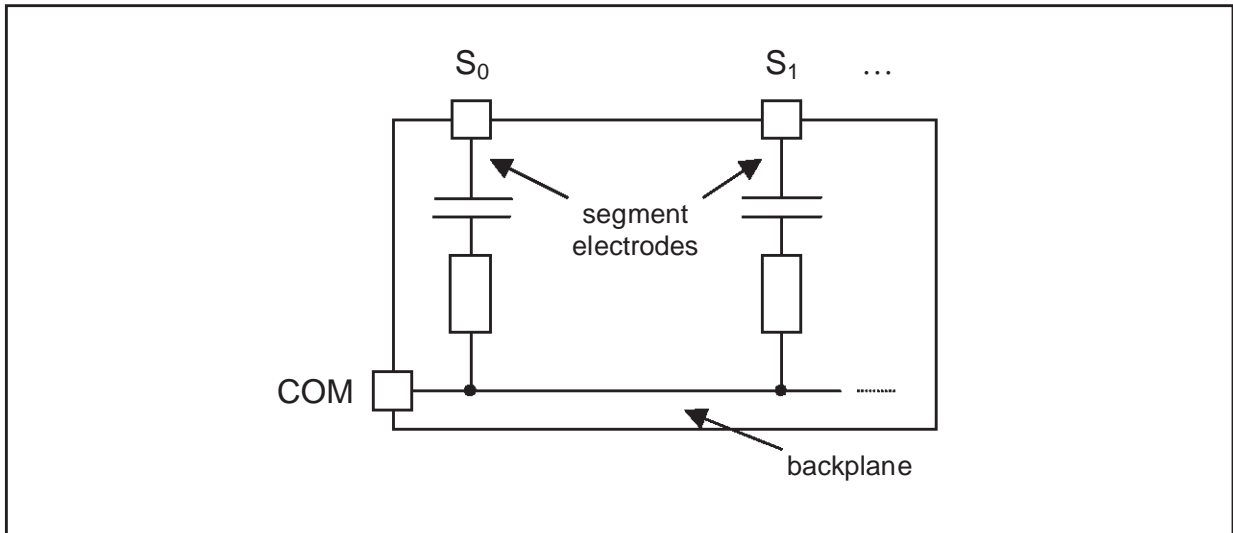 S₀ S₁ ...
segment
electrodes
COM
backplane